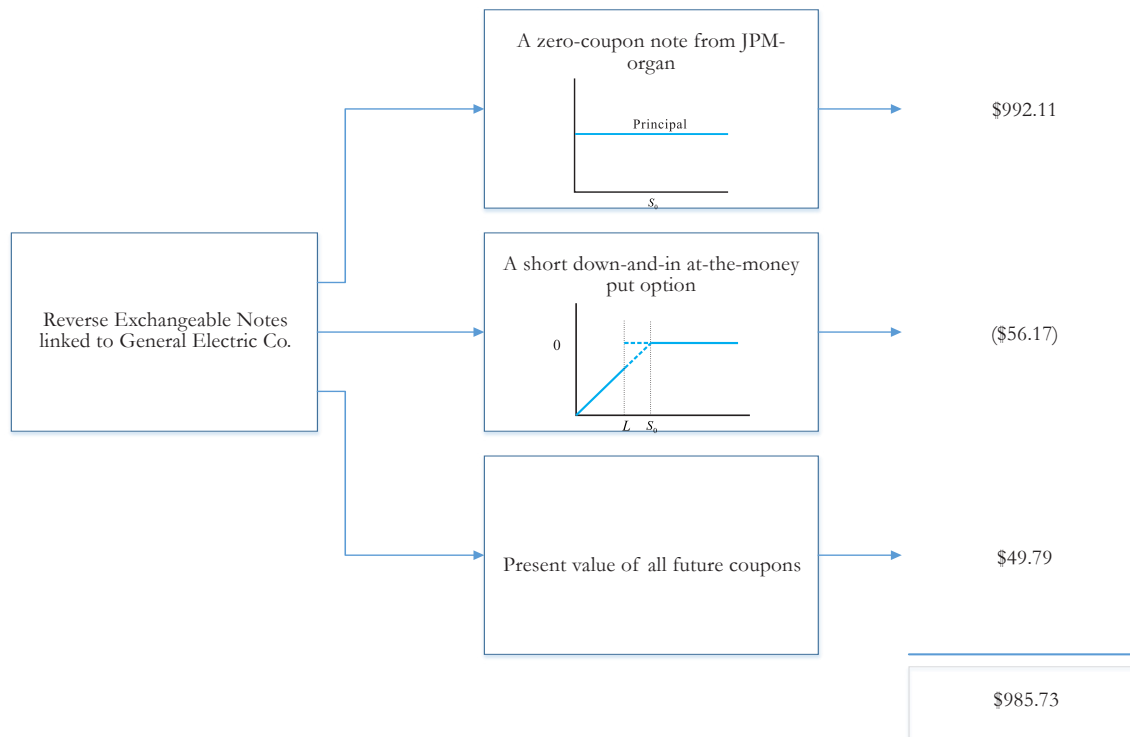 A zero-coupon note from JPM-
organ
Principal
S₀
$992.11
Reverse Exchangeable Notes
linked to General Electric Co.
A short down-and-in at-the-money
put option
0
L S₀
($56.17)
Present value of all future coupons
$49.79
$985.73